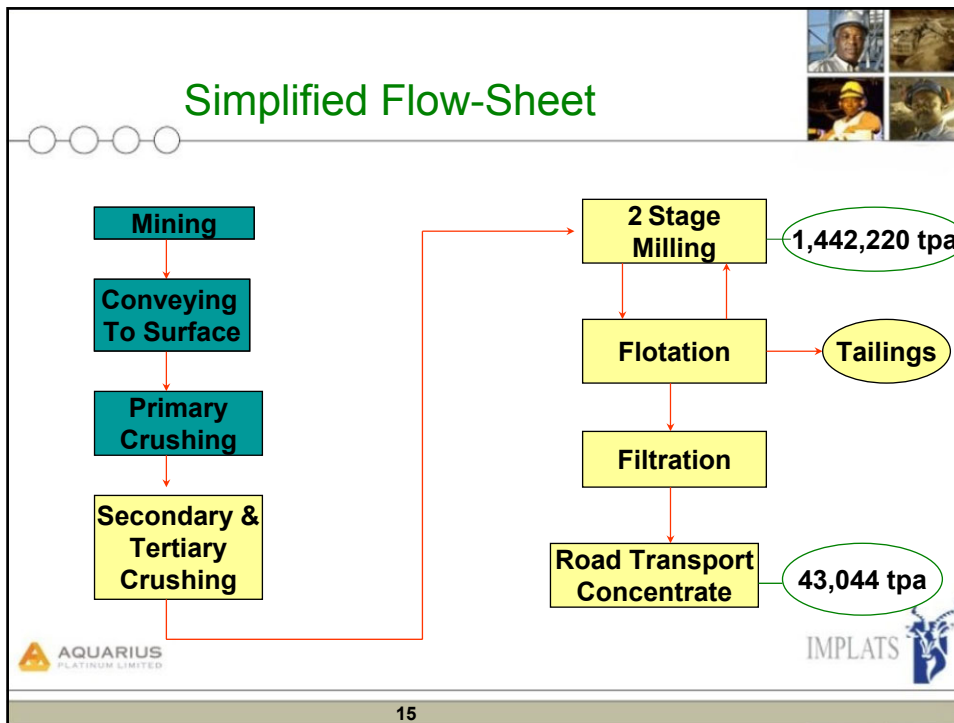 Simplified Flow-Sheet
Mining
Conveying
To Surface
Primary
Crushing
Secondary &
Tertiary
Crushing
2 Stage
Milling
1,442,220 tpa
Flotation
Tailings
Filtration
Road Transport
Concentrate
43,044 tpa
AQUARIUS
PLATINUM LIMITED
IMPLATS
15